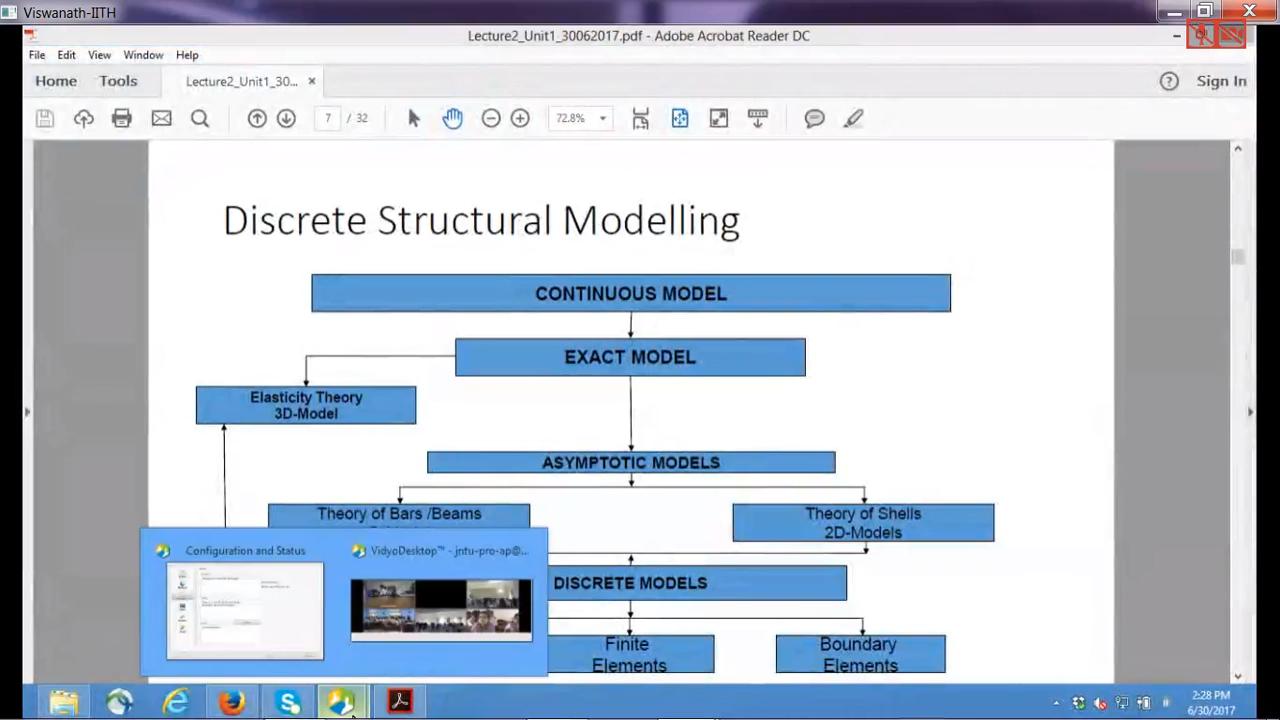 Viswanath-IITH
Lecture2_Unit1_30062017.pdf - Adobe Acrobat Reader DC
File Edit View Window Help
Home Tools Lecture2_Unit1_30... × Sign In
7 / 32 72.8%
Discrete Structural Modelling
CONTINUOUS MODEL
EXACT MODEL
Elasticity Theory
3D-Model
ASYMPTOTIC MODELS
Theory of Bars /Beams
Theory of Shells
2D-Models
Configuration and Status
VidyoDesktop™ - jntu-pro-ap@...
DISCRETE MODELS
Finite
Elements
Boundary
Elements
2:28 PM
6/30/2017